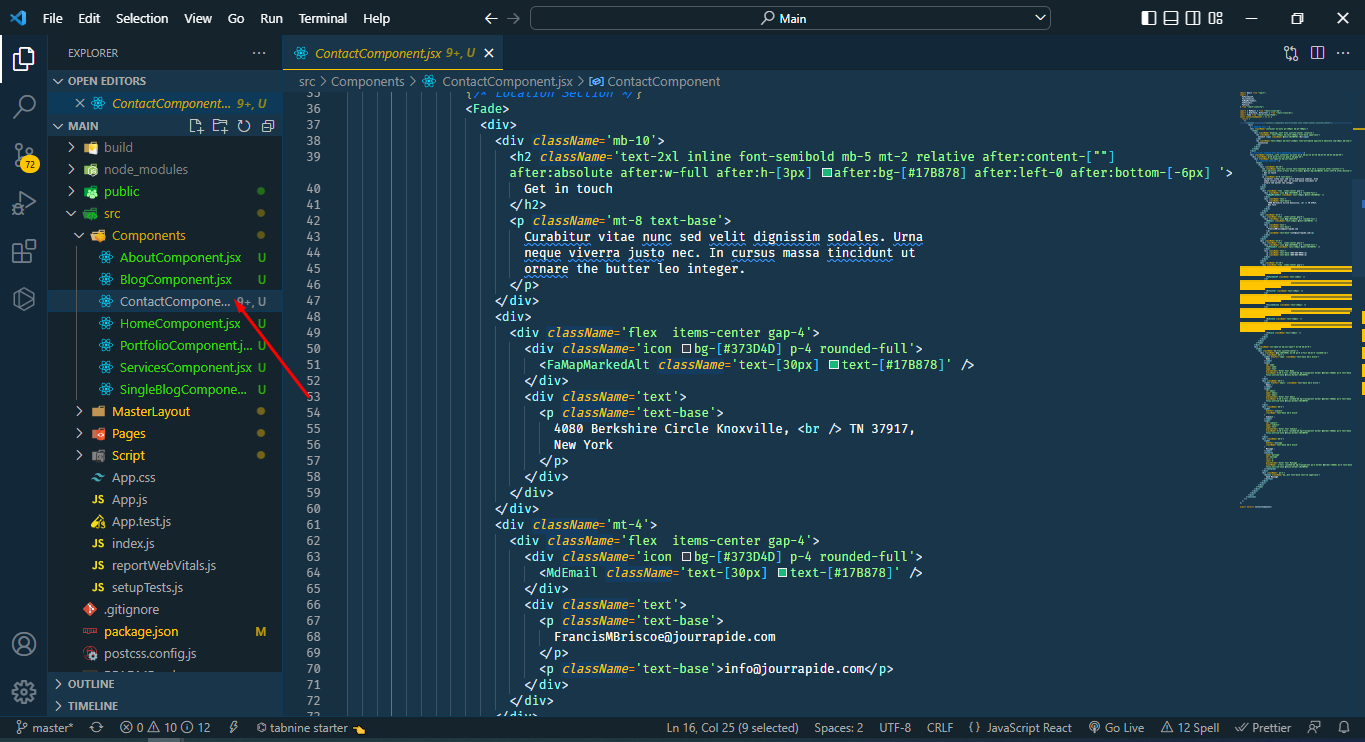 File Edit Selection View Go Run Terminal Help
Main
EXPLORER
OPEN EDITORS
ContactComponent... 9+, U
MAIN
build
node_modules
public
src
Components
AboutComponent.jsx U
BlogComponent.jsx U
ContactCompone... 9+, U
HomeComponent.jsx U
PortfolioComponent.j... U
ServicesComponent.jsx U
SingleBlogCompone... U
MasterLayout
Pages
Script
App.css
JS App.js
App.test.js
JS index.js
JS reportWebVitals.js
JS setupTests.js
.gitignore
package.json M
postcss.config.js
OUTLINE
TIMELINE
72
ContactComponent.jsx 9+, U
src > Components > ContactComponent.jsx > ContactComponent
35 {/* Location Section */}
36 <Fade>
37 <div>
38 <div className='mb-10'>
39 <h2 className='text-2xl inline font-semibold mb-5 mt-2 relative after:content-[""]
after:absolute after:w-full after:h-[3px] after:bg-[#17B878] after:left-0 after:bottom-[-6px] '>
40 Get in touch
41 </h2>
42 <p className='mt-8 text-base'>
43 Curabitur vitae nunc sed velit dignissim sodales. Urna
44 neque viverra justo nec. In cursus massa tincidunt ut
45 ornare the butter leo integer.
46 </p>
47 </div>
48 <div>
49 <div className='flex  items-center gap-4'>
50 <div className='icon bg-[#373D4D] p-4 rounded-full'>
51 <FaMapMarkedAlt className='text-[30px] text-[#17B878]' />
52 </div>
53 <div className='text'>
54 <p className='text-base'>
55 4080 Berkshire Circle Knoxville, <br /> TN 37917,
56 New York
57 </p>
58 </div>
59 </div>
60 </div>
61 <div className='mt-4'>
62 <div className='flex  items-center gap-4'>
63 <div className='icon bg-[#373D4D] p-4 rounded-full'>
64 <MdEmail className='text-[30px] text-[#17B878]' />
65 </div>
66 <div className='text'>
67 <p className='text-base'>
68 FrancisMBriscoe@jourrapide.com
69 </p>
70 <p className='text-base'>info@jourrapide.com</p>
71 </div>
72 </div>
73 </div>
master* 0 10 12 tabnine starter Ln 16, Col 25 (9 selected) Spaces: 2 UTF-8 CRLF {} JavaScript React Go Live 12 Spell Prettier